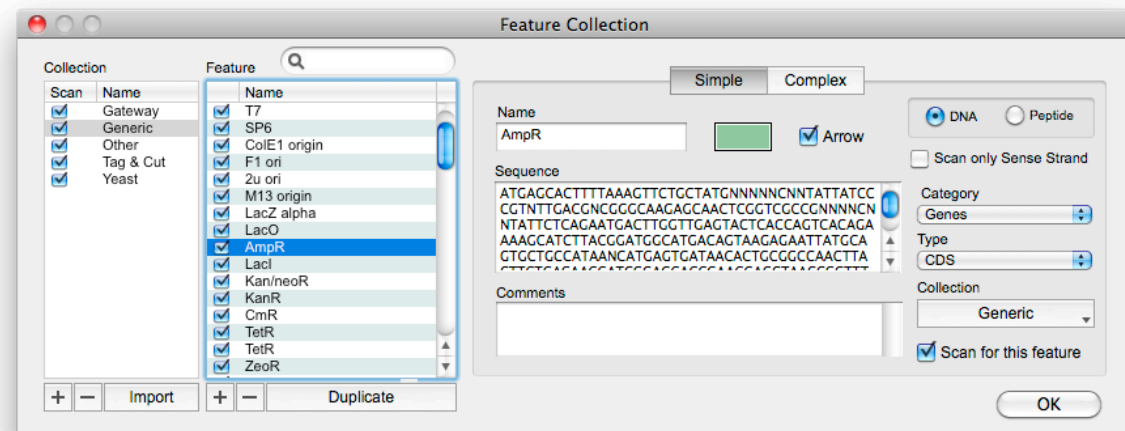 Feature Collection
Collection
Scan Name
Gateway
Generic
Other
Tag & Cut
Yeast
Import
Feature
Name
T7
SP6
ColE1 origin
F1 ori
2u ori
M13 origin
LacZ alpha
LacO
AmpR
LacI
Kan/neoR
KanR
CmR
TetR
TetR
ZeoR
Duplicate
Simple Complex
Name
AmpR
Arrow
Sequence
ATGAGCACTTTTAAAGTTCTGCTATGNNNNNCNNTATTATCC
CGTNTTGACGNCGGGCAAGAGCAACTCGGTCGCCGNNNNCN
NTATTCTCAGAATGACTTGGTTGAGTACTCACCAGTCACAGA
AAAGCATCTTACGGATGGCATGACAGTAAGAGAATTATGCA
GTGCTGCCATAANCATGAGTGATAACACTGCGGCCAACTTA
Comments
DNA Peptide
Scan only Sense Strand
Category
Genes
Type
CDS
Collection
Generic
Scan for this feature
OK